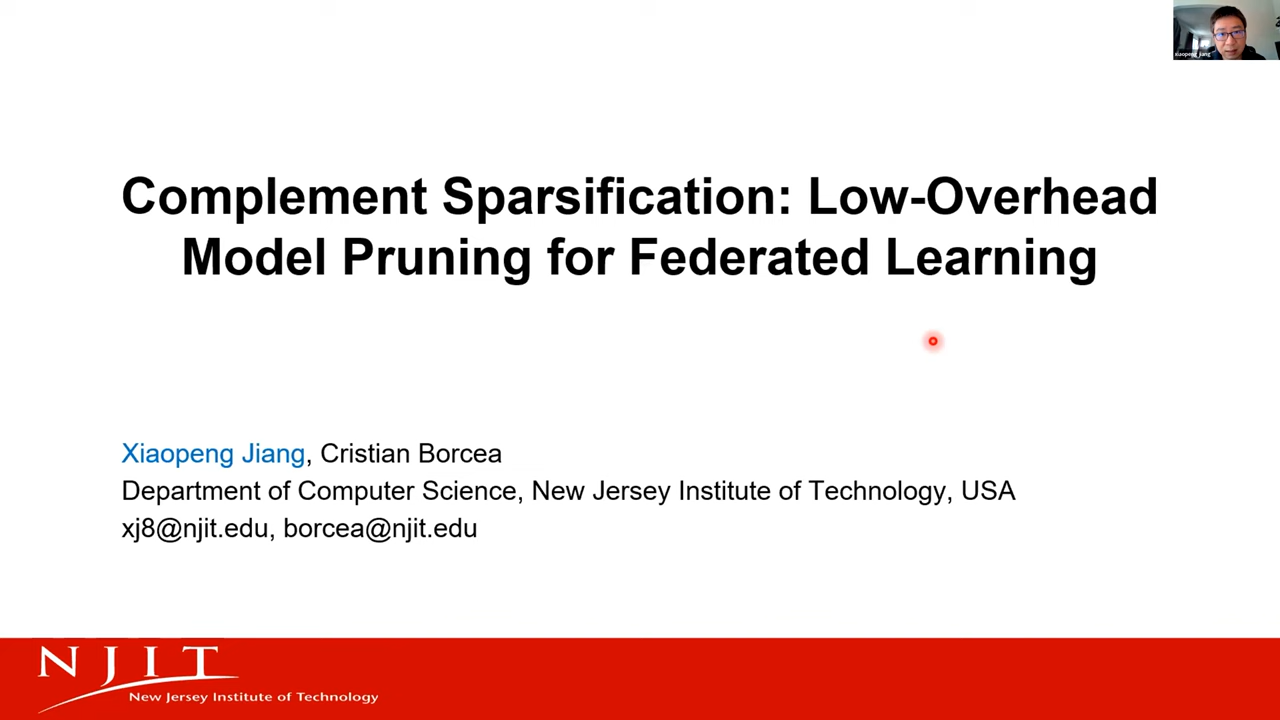 xiaopeng_jiang
Complement Sparsification: Low-Overhead
Model Pruning for Federated Learning
Xiaopeng Jiang, Cristian Borcea
Department of Computer Science, New Jersey Institute of Technology, USA
xj8@njit.edu, borcea@njit.edu
NJIT
New Jersey Institute of Technology